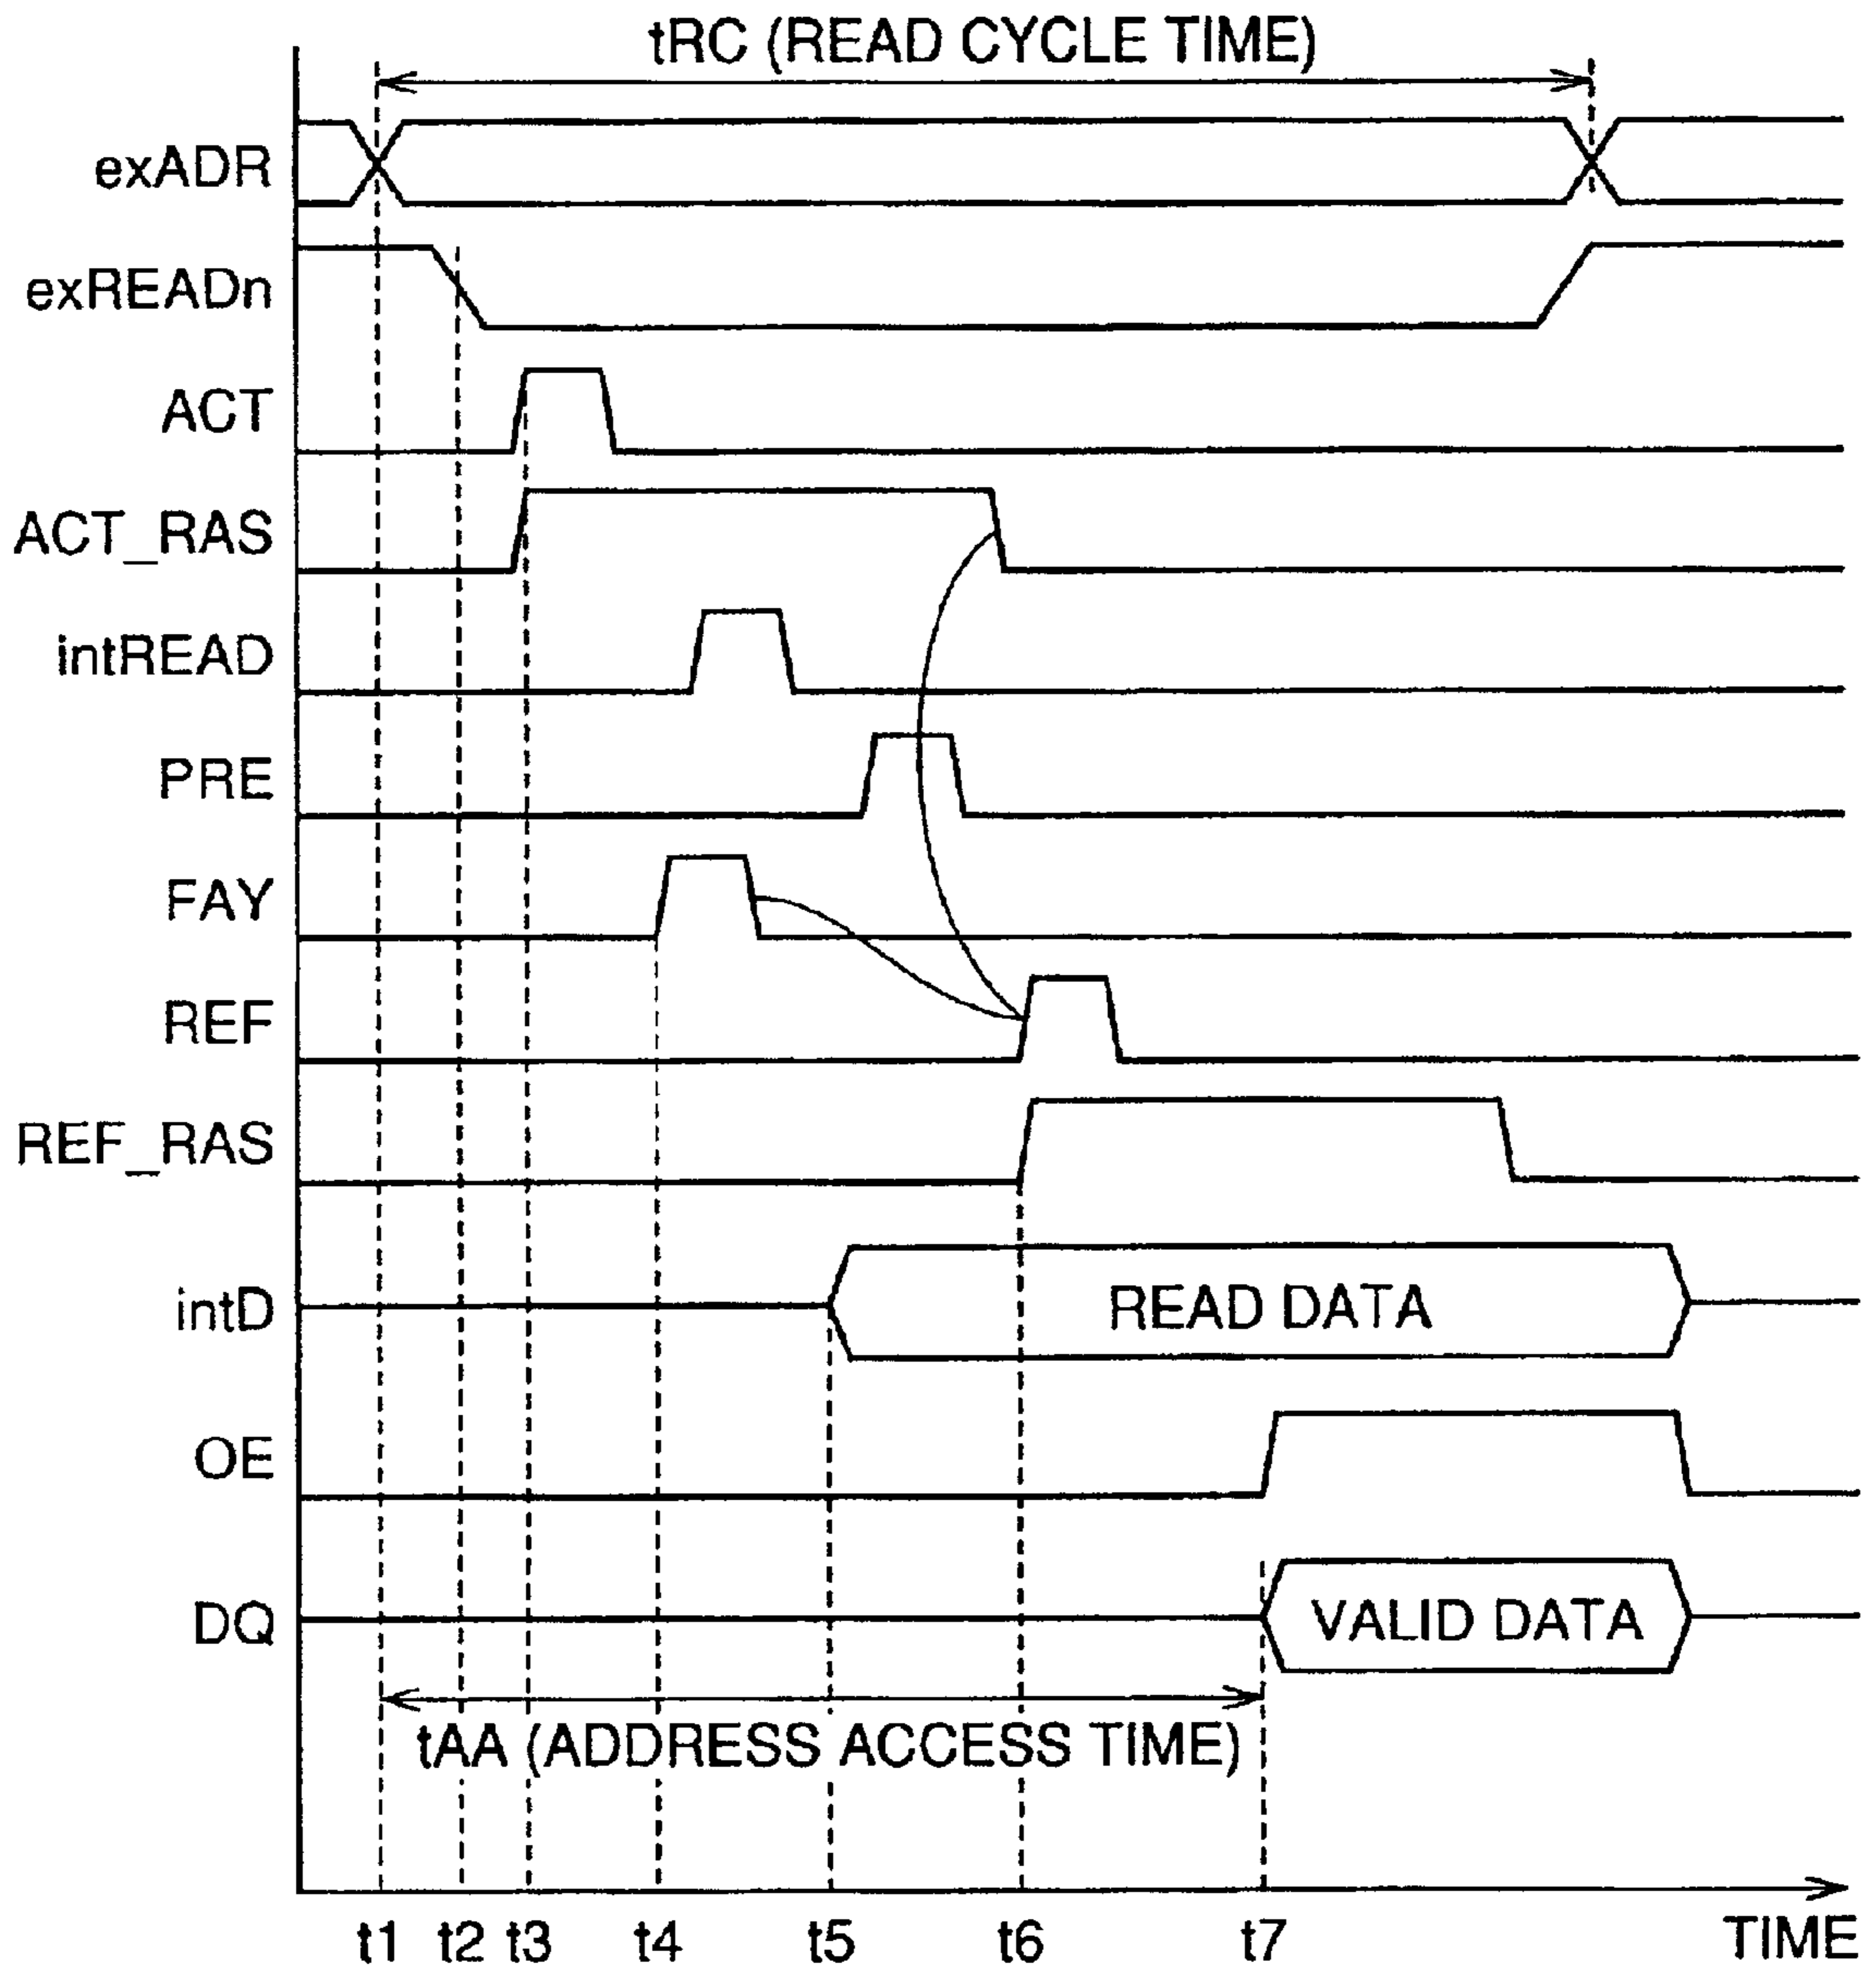 tRC (READ CYCLE TIME)
exADR
exREADn
ACT
ACT_RAS
intREAD
PRE
FAY
REF
REF_RAS
intD READ DATA
OE
DQ VALID DATA
tAA (ADDRESS ACCESS TIME)
t1 t2 t3 t4 t5 t6 t7 TIME